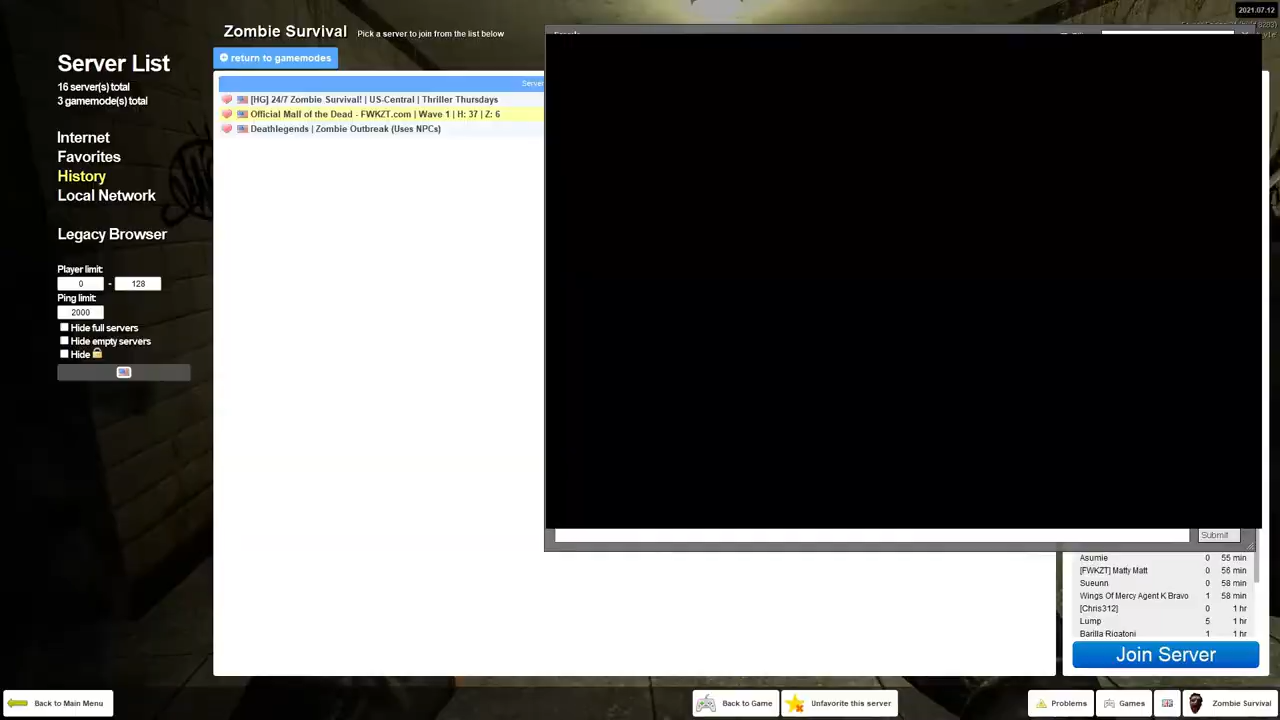 2021.07.12
Zombie Survival Pick a server to join from the list below
Server List
return to gamemodes
16 server(s) total
3 gamemode(s) total
Server
[HG] 24/7 Zombie Survival! | US-Central | Thriller Thursdays
Official Mall of the Dead - FWKZT.com | Wave 1 | H: 37 | Z: 6
Deathlegends | Zombie Outbreak (Uses NPCs)
Internet
Favorites
History
Local Network
Legacy Browser
Player limit:
0 - 128
Ping limit:
2000
Hide full servers
Hide empty servers
Hide
Submit
Asumie 0 55 min
[FWKZT] Matty Matt 0 56 min
Sueunn 0 58 min
Wings Of Mercy Agent K Bravo 1 58 min
[Chris312] 0 1 hr
Lump 5 1 hr
Barilla Rigatoni 1 1 hr
Join Server
Back to Main Menu
Back to Game
Unfavorite this server
Problems
Games
Zombie Survival